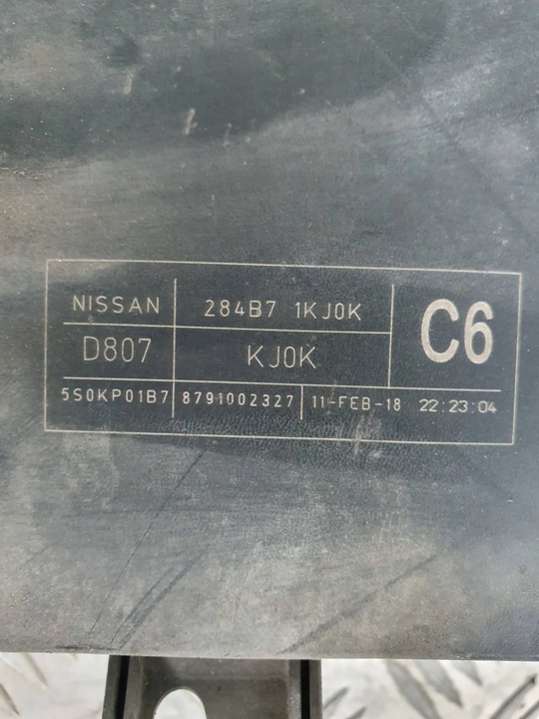 NISSAN 284B7 1KJ0K C6
D807 KJ0K
5S0KP01B7 8791002327 11-FEB-18 22:23:04